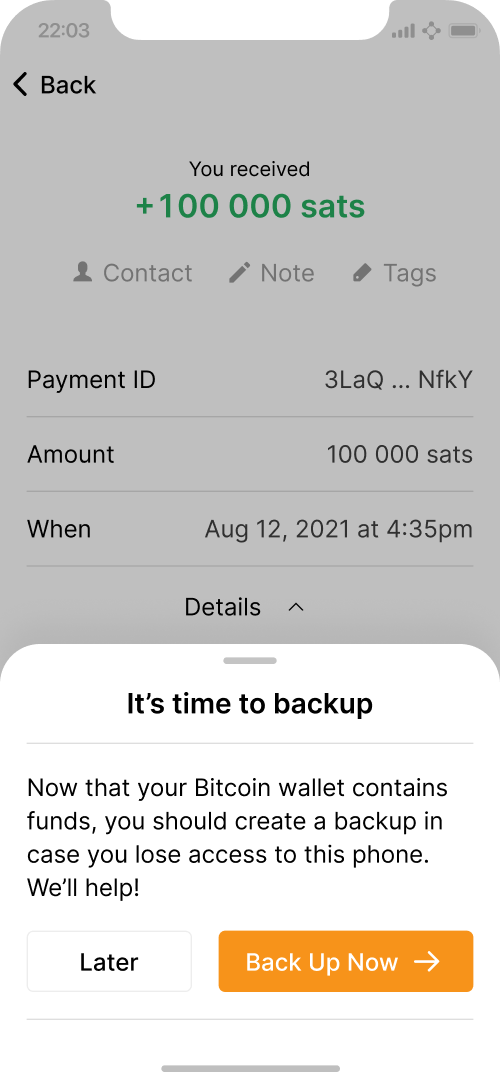 22:03
Back
You received
+100 000 sats
Contact Note Tags
Payment ID 3LaQ ... NfkY
Amount 100 000 sats
When Aug 12, 2021 at 4:35pm
Details
It’s time to backup
Now that your Bitcoin wallet contains
funds, you should create a backup in
case you lose access to this phone.
We’ll help!
Later Back Up Now →